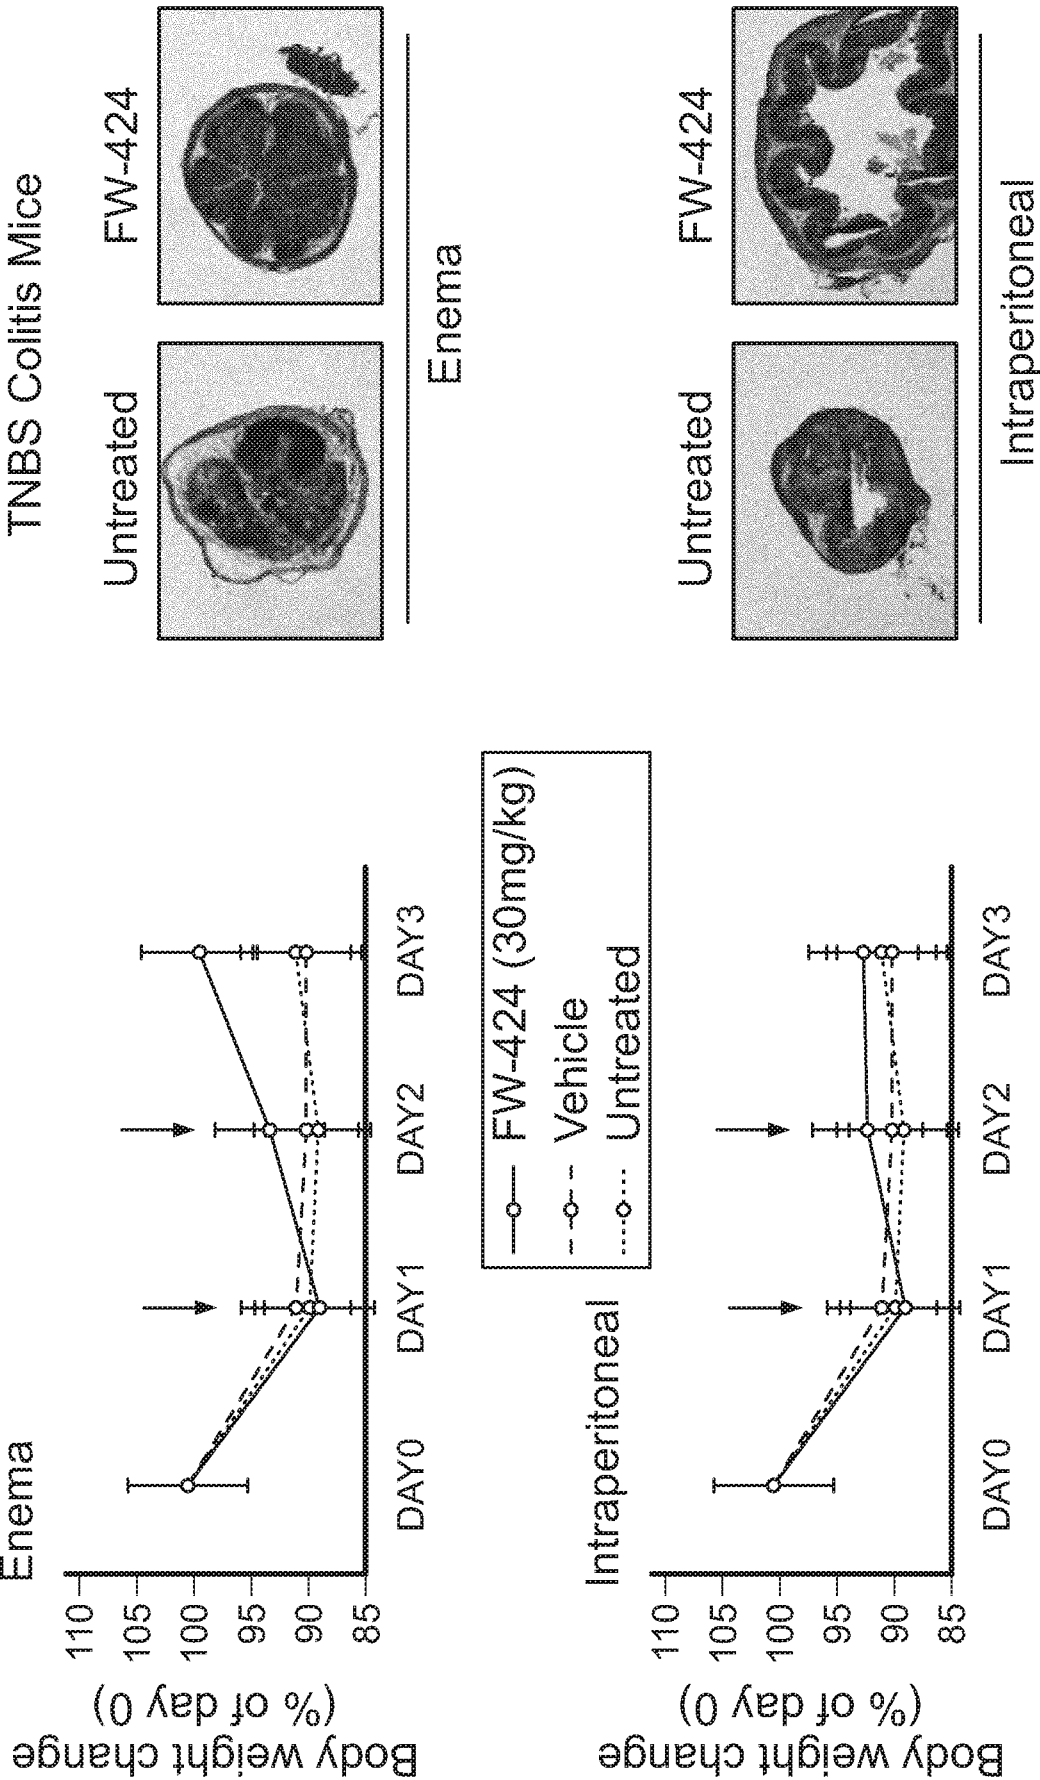 TNBS Colitis Mice
Enema
Body weight change
(% of day 0)
110
105
100
95
90
85
DAY0
DAY1
DAY2
DAY3
Untreated
FW-424
Enema
FW-424 (30mg/kg)
Vehicle
Untreated
Intraperitoneal
Body weight change
(% of day 0)
110
105
100
95
90
85
DAY0
DAY1
DAY2
DAY3
Untreated
FW-424
Intraperitoneal